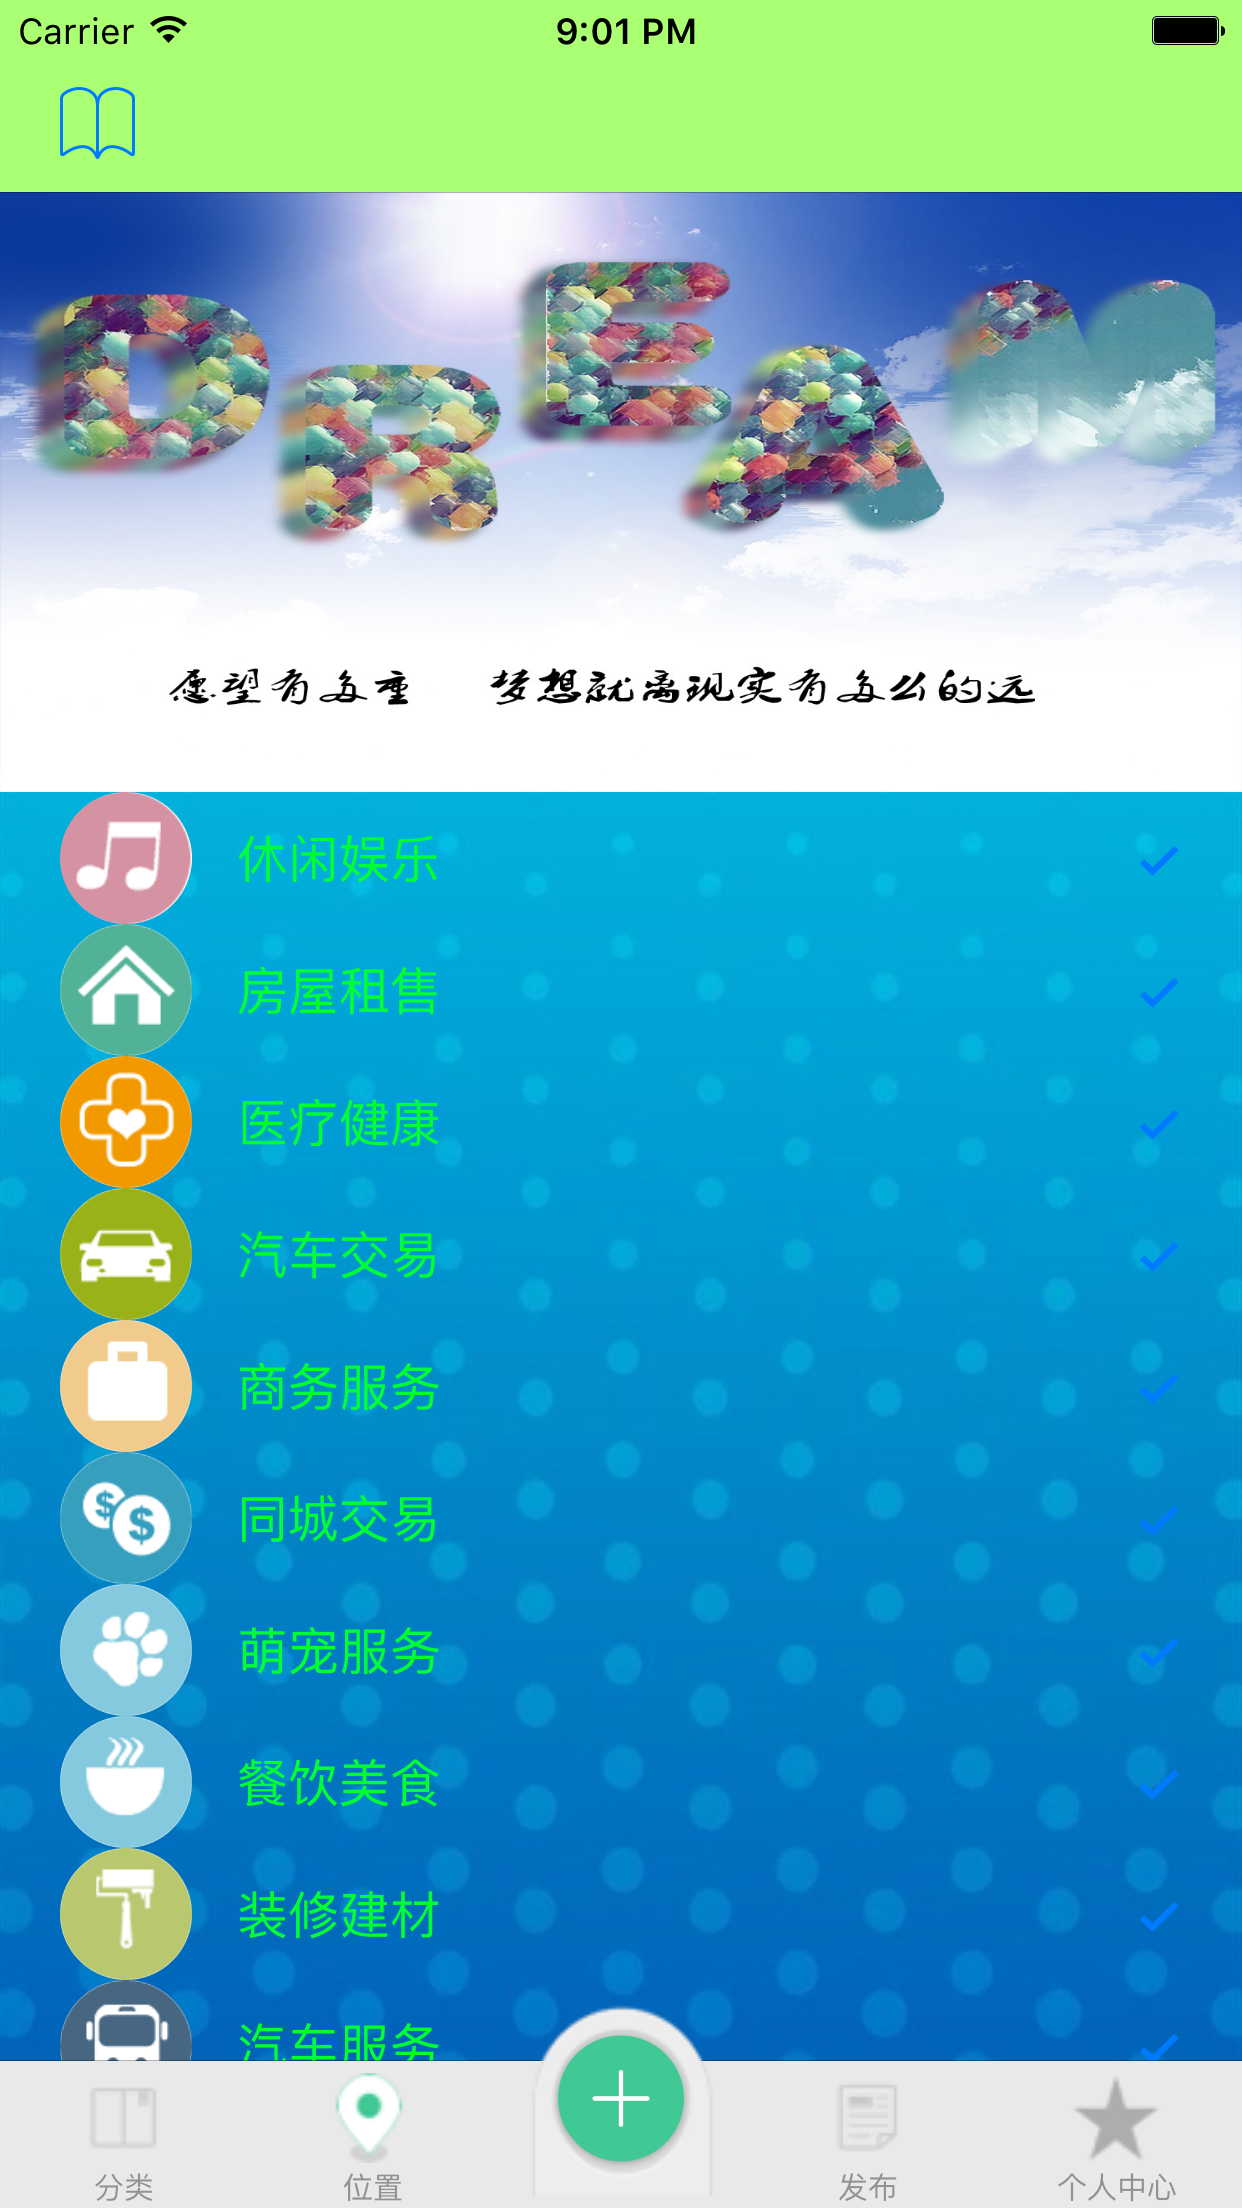 Carrier 9:01 PM
DREAM
愿望有多重 梦想就离现实有多么的远
休闲娱乐
房屋租售
医疗健康
汽车交易
商务服务
同城交易
萌宠服务
餐饮美食
装修建材
汽车服务
分类 位置 发布 个人中心